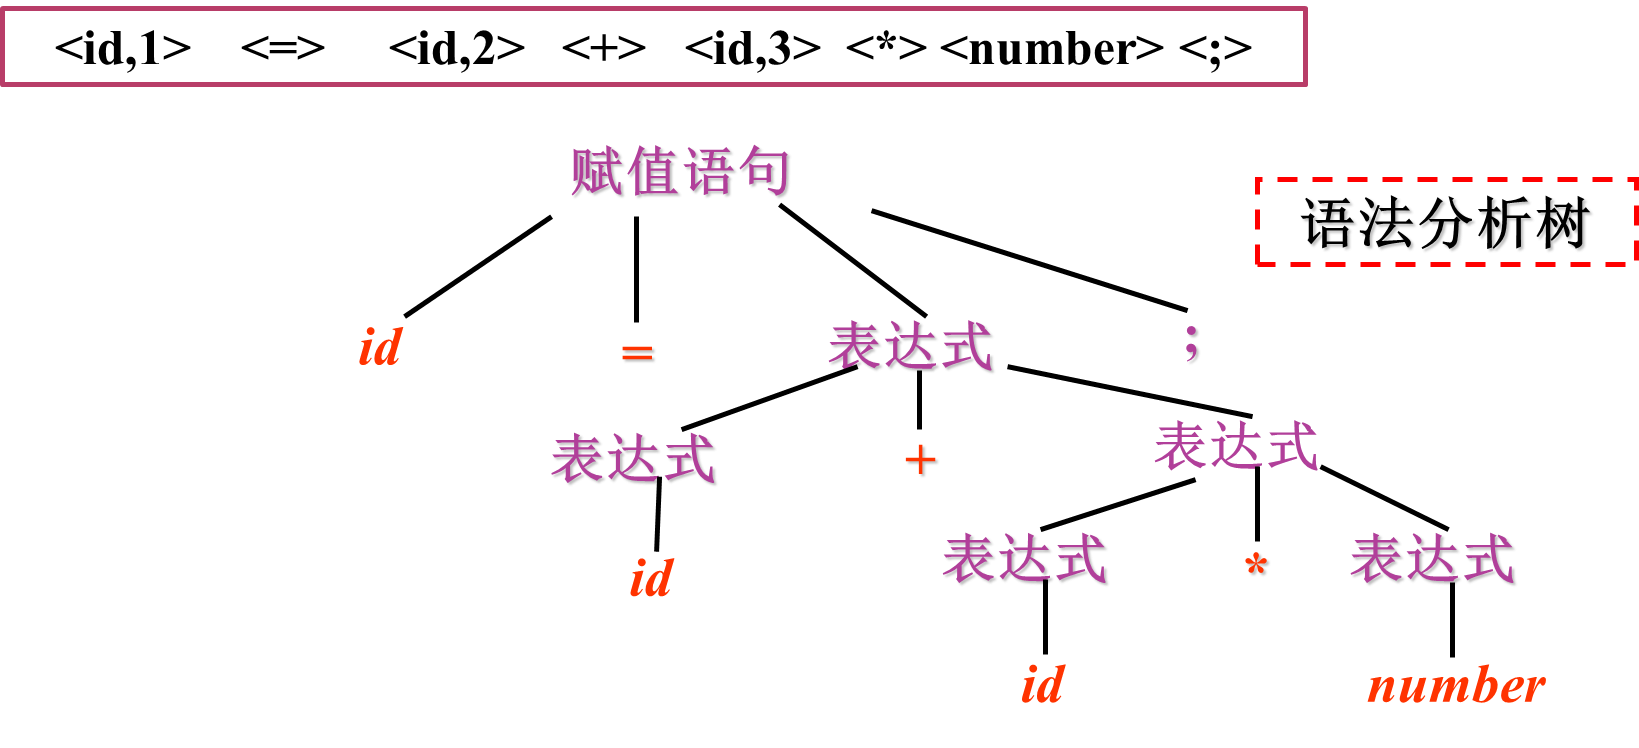 <id,1> <=> <id,2> <+> <id,3> <*> <number> <;>
赋值语句
语法分析树
id = 表达式 ;
表达式 + 表达式
id 表达式 * 表达式
id number